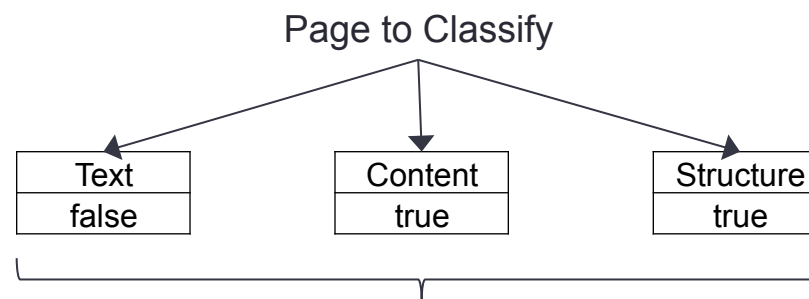 Page to Classify
Text
Content
Structure
false
true
true